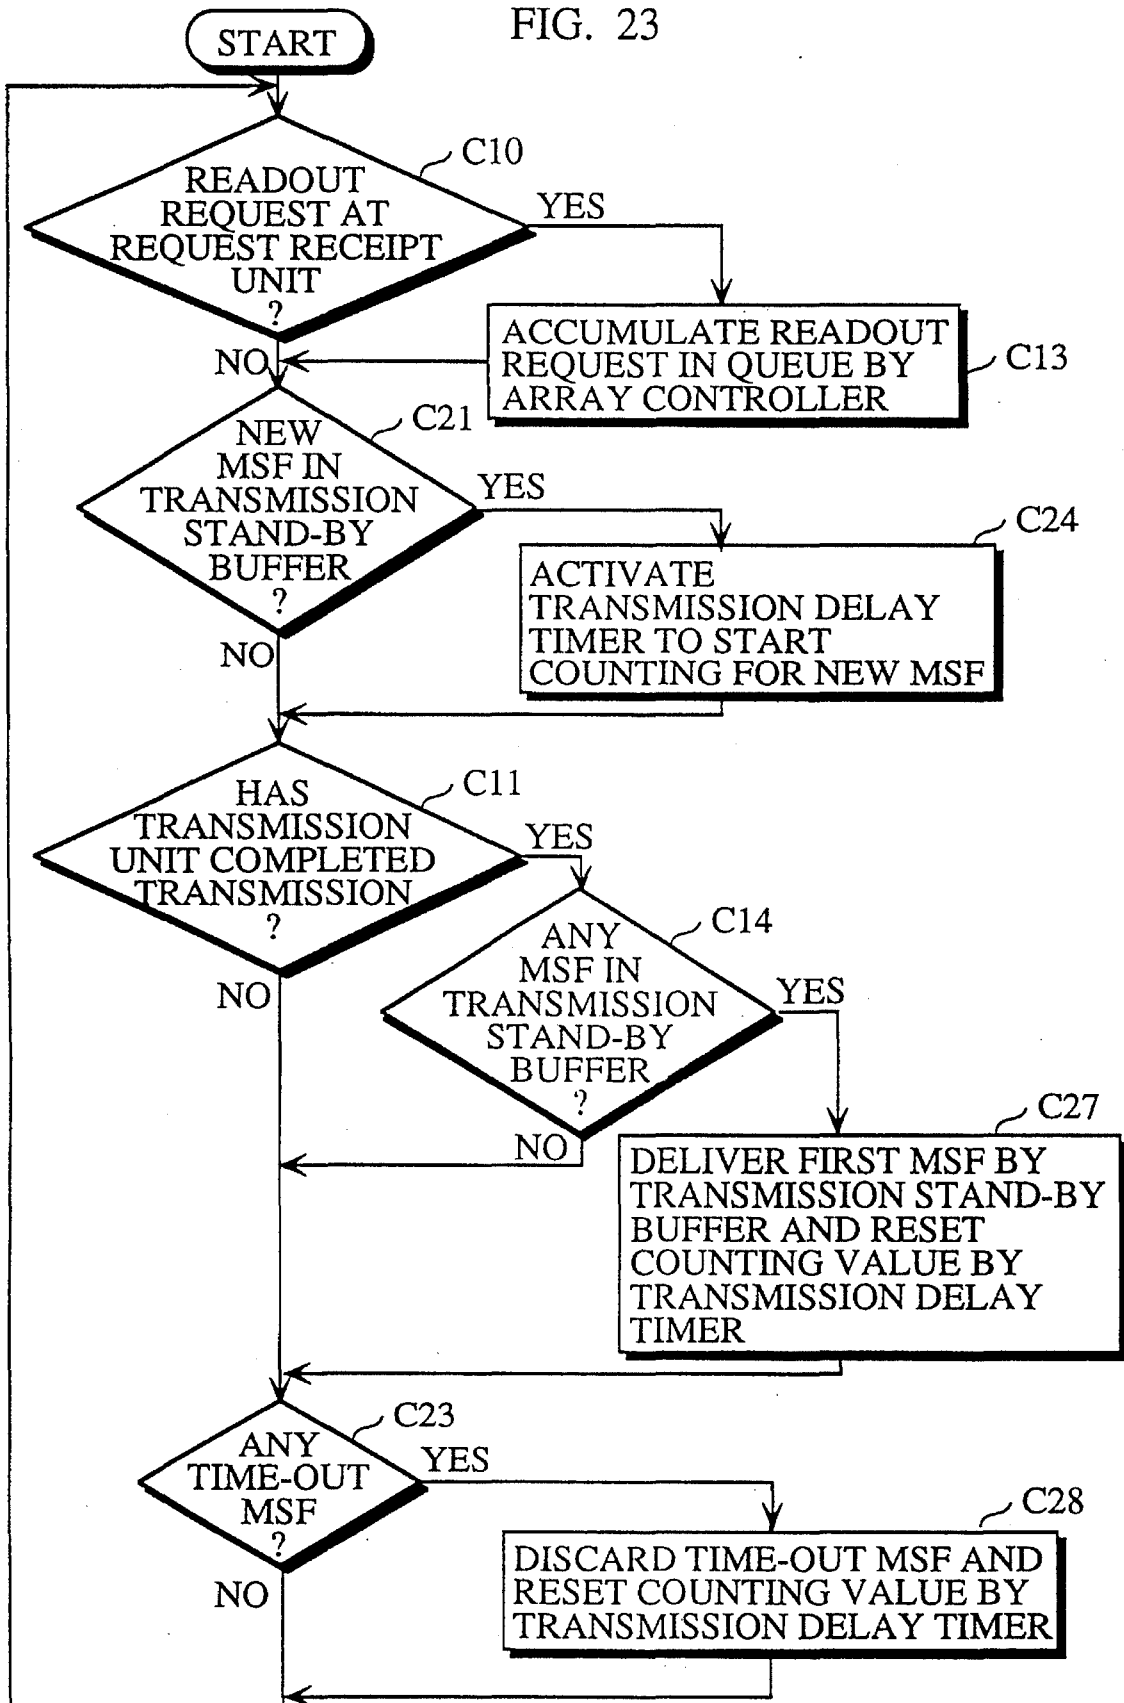 FIG. 23
START
C10
READOUT
REQUEST AT
REQUEST RECEIPT
UNIT
?
YES
NO
ACCUMULATE READOUT
REQUEST IN QUEUE BY
ARRAY CONTROLLER
C13
C21
NEW
MSF IN
TRANSMISSION
STAND-BY
BUFFER
?
YES
NO
C24
ACTIVATE
TRANSMISSION DELAY
TIMER TO START
COUNTING FOR NEW MSF
C11
HAS
TRANSMISSION
UNIT COMPLETED
TRANSMISSION
?
YES
NO
C14
ANY
MSF IN
TRANSMISSION
STAND-BY
BUFFER
?
YES
NO
C27
DELIVER FIRST MSF BY
TRANSMISSION STAND-BY
BUFFER AND RESET
COUNTING VALUE BY
TRANSMISSION DELAY
TIMER
C23
ANY
TIME-OUT
MSF
?
YES
NO
C28
DISCARD TIME-OUT MSF AND
RESET COUNTING VALUE BY
TRANSMISSION DELAY TIMER